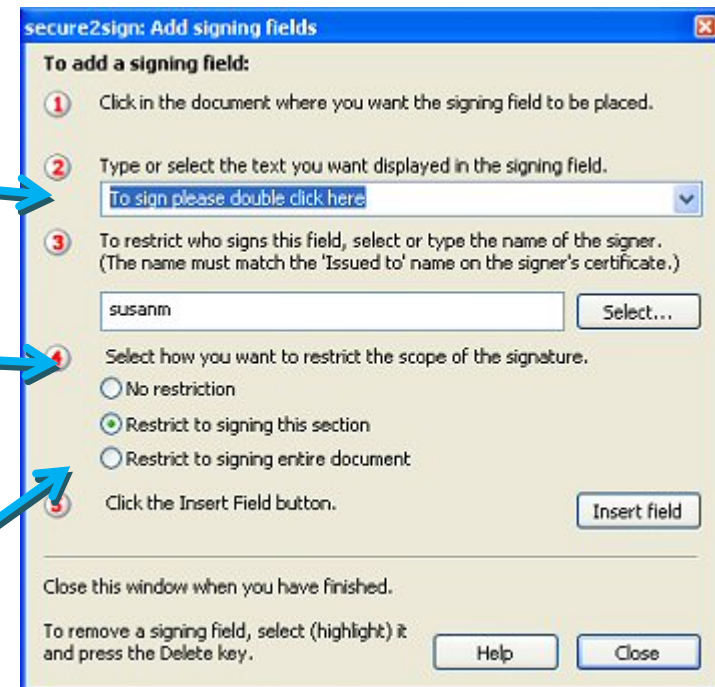 secure2sign: Add signing fields
To add a signing field:
1 Click in the document where you want the signing field to be placed.
2 Type or select the text you want displayed in the signing field.
To sign please double click here
3 To restrict who signs this field, select or type the name of the signer.
(The name must match the 'Issued to' name on the signer's certificate.)
susanm Select...
4 Select how you want to restrict the scope of the signature.
No restriction
Restrict to signing this section
Restrict to signing entire document
5 Click the Insert Field button. Insert field
Close this window when you have finished.
To remove a signing field, select (highlight) it
and press the Delete key. Help Close